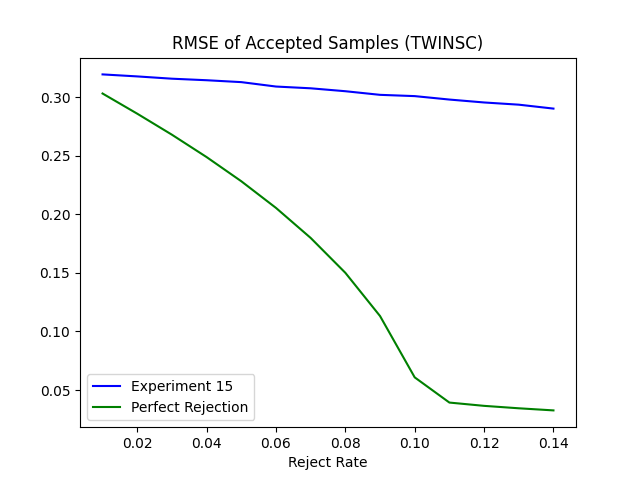 RMSE of Accepted Samples (TWINSC)
0.30
0.25
0.20
0.15
0.10
0.05
Experiment 15
Perfect Rejection
0.02 0.04 0.06 0.08 0.10 0.12 0.14
Reject Rate